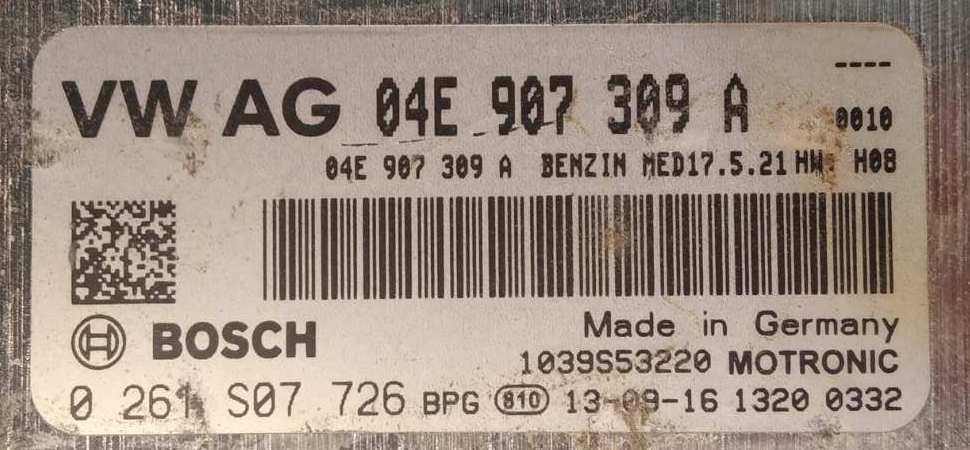 ----
VW AG 04E 907 309 A 0010
04E 907 309 A BENZIN MED17.5.21 HW: H08
BOSCH
Made in Germany
1039S53220 MOTRONIC
0 261 S07 726 BPG 810 13-09-16 1320 0332